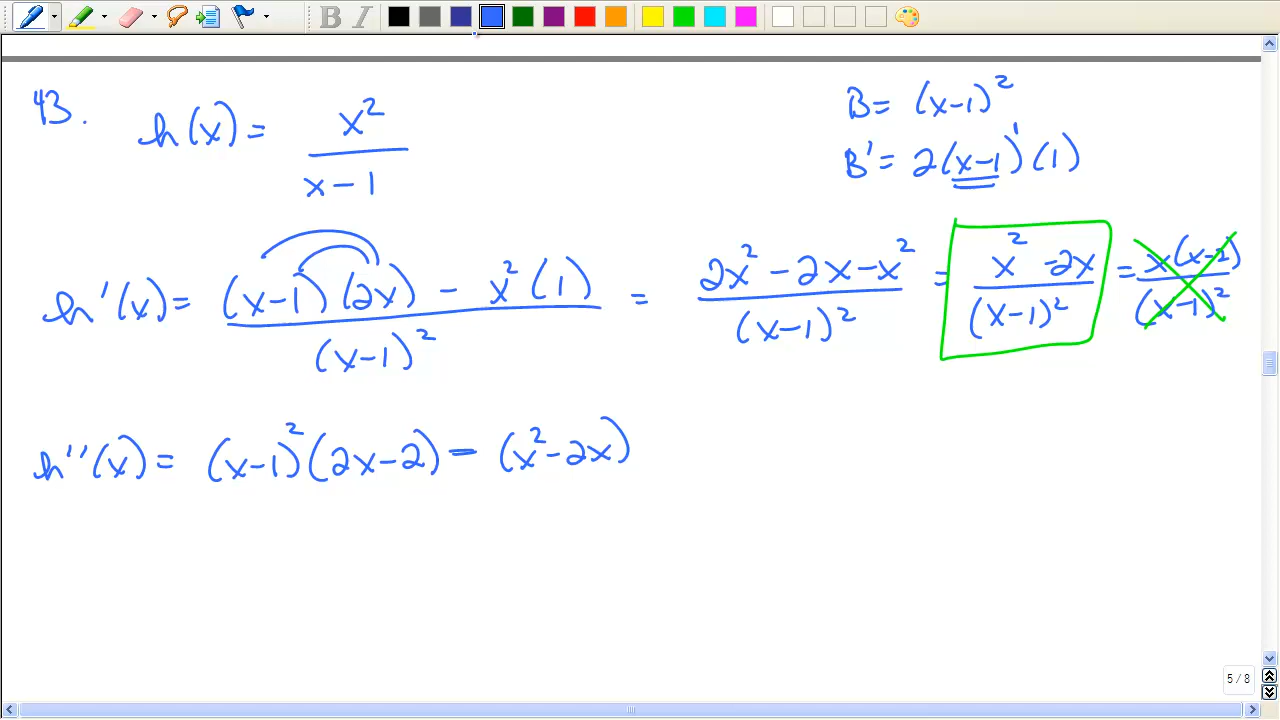 B I
43. h(x) = x² / (x-1)
B = (x-1)²
B' = 2(x-1)¹(1)
h'(x) = ((x-1)(2x) - x²(1)) / (x-1)² = (2x² - 2x - x²) / (x-1)² = (x² - 2x) / (x-1)² = x(x-2) / (x-1)²
h''(x) = (x-1)²(2x-2) - (x²-2x)
5 / 8